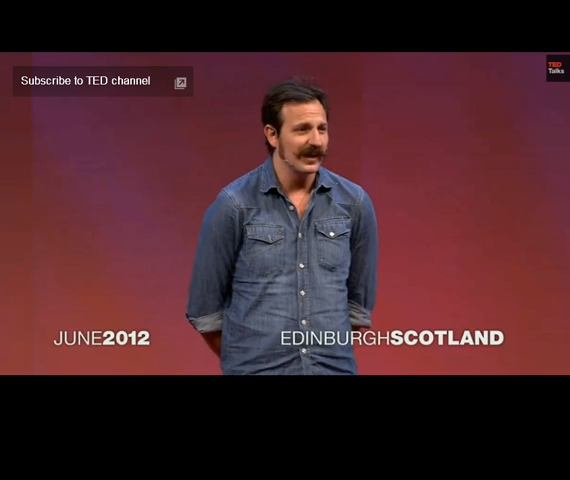 Subscribe to TED channel
TED
Talks
JUNE2012
EDINBURGHSCOTLAND